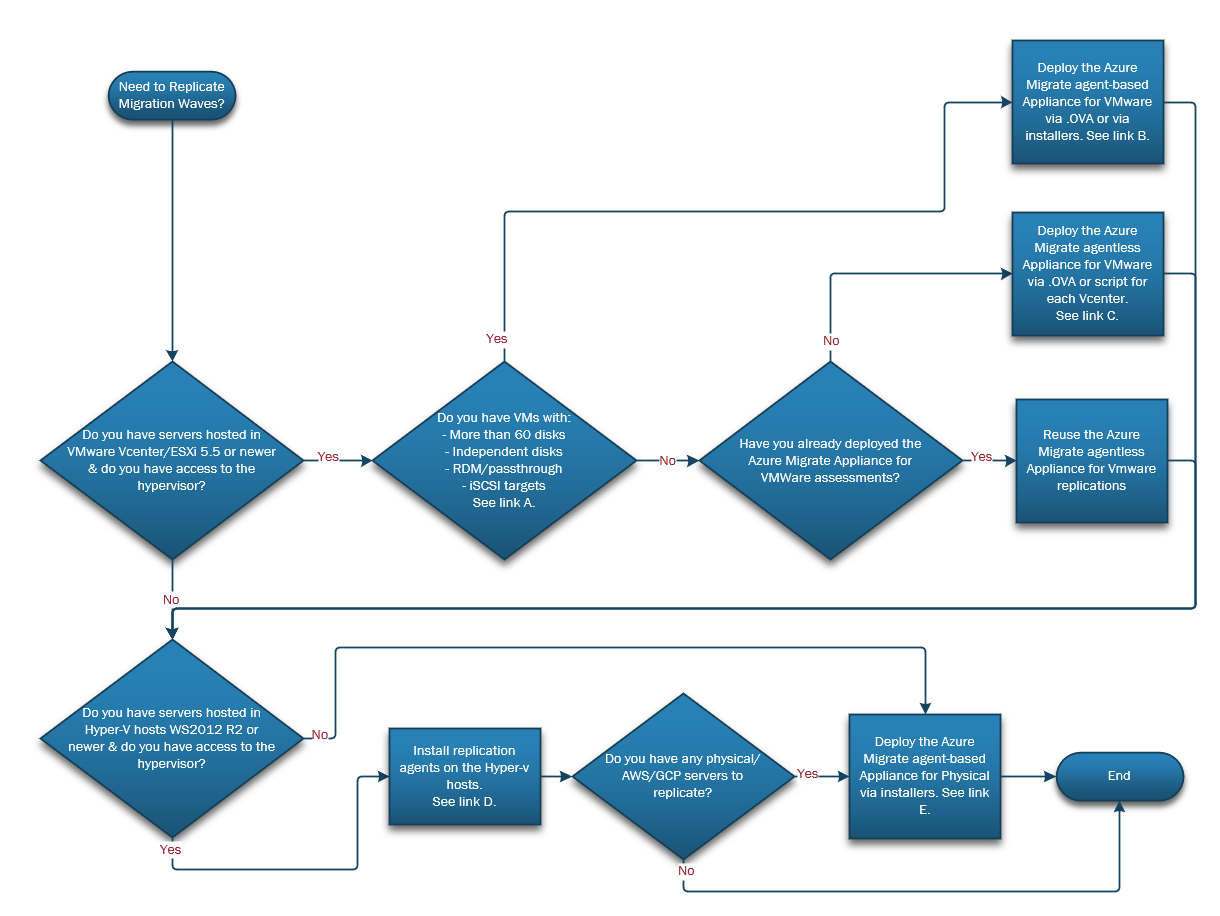 Need to Replicate
Migration Waves?
Deploy the Azure
Migrate agent-based
Appliance for VMware
via .OVA or via
installers. See link B.
Deploy the Azure
Migrate agentless
Appliance for VMware
via .OVA or script for
each Vcenter.
See link C.
Yes
No
Do you have servers hosted in
VMware Vcenter/ESXi 5.5 or newer
& do you have access to the
hypervisor?
Yes
Do you have VMs with:
- More than 60 disks
- Independent disks
- RDM/passthrough
- iSCSI targets
See link A.
No
Have you already deployed the
Azure Migrate Appliance for
VMWare assessments?
Yes
Reuse the Azure
Migrate agentless
Appliance for Vmware
replications
No
Do you have servers hosted in
Hyper-V hosts WS2012 R2 or
newer & do you have access to the
hypervisor?
No
Yes
Install replication
agents on the Hyper-v
hosts.
See link D.
Do you have any physical/
AWS/GCP servers to
replicate?
Yes
No
Deploy the Azure
Migrate agent-based
Appliance for Physical
via installers. See link
E.
End